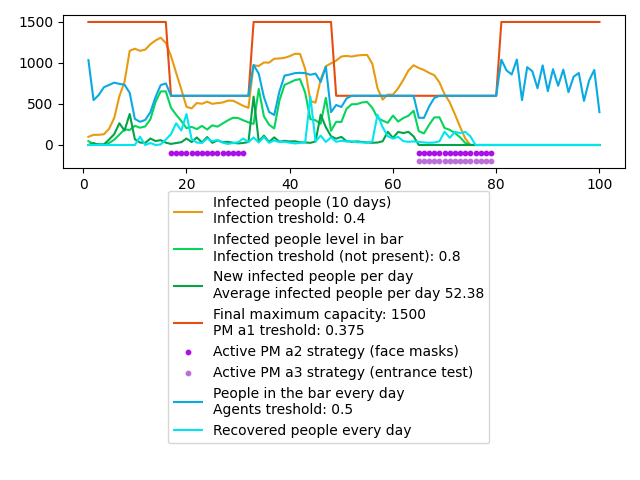 1500
1000
500
0
0 20 40 60 80 100
Infected people (10 days)
Infection treshold: 0.4
Infected people level in bar
Infection treshold (not present): 0.8
New infected people per day
Average infected people per day 52.38
Final maximum capacity: 1500
PM a1 treshold: 0.375
Active PM a2 strategy (face masks)
Active PM a3 strategy (entrance test)
People in the bar every day
Agents treshold: 0.5
Recovered people every day